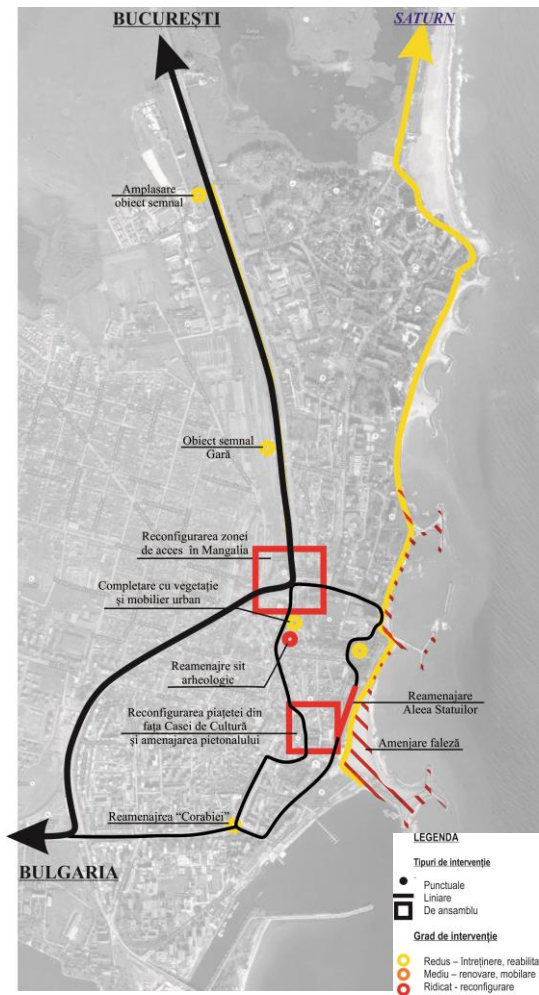 BUCUREȘTI
SATURN
Amplasare
obiect semnal
Obiect semnal
Gară
Reconfigurarea zonei
de acces în Mangalia
Completare cu vegetație
și mobilier urban
Reamenajre sit
arheologic
Reamenajare
Aleea Statuilor
Reconfigurarea piațetei din
fața Casei de Cultură
și amenajarea pietonalului
Amenjare faleză
Reamenajrea “Corabiei”
BULGARIA
LEGENDA
Tipuri de intervenție
Punctuale
Liniare
De ansamblu
Grad de intervenție
Redus – întreținere, reabilita
Mediu – renovare, mobilare
Ridicat - reconfigurare